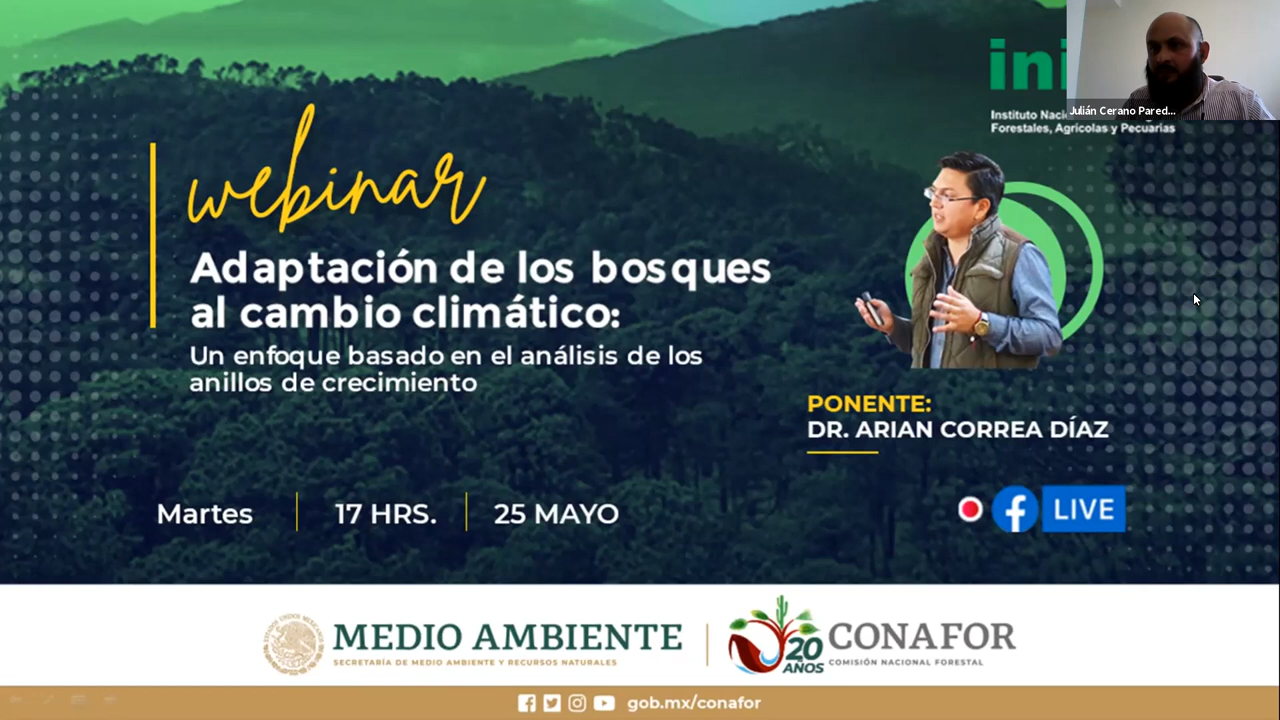 ini
Julián Cerano Pared...
Instituto
Forestales, Agrícolas y Pecuarias
webinar
Adaptación de los bosques
al cambio climático:
Un enfoque basado en el análisis de los
anillos de crecimiento
PONENTE:
DR. ARIAN CORREA DÍAZ
Martes
17 HRS.
25 MAYO
LIVE
MEDIO AMBIENTE
SECRETARÍA DE MEDIO AMBIENTE Y RECURSOS NATURALES
20
AÑOS
CONAFOR
COMISIÓN NACIONAL FORESTAL
gob.mx/conafor